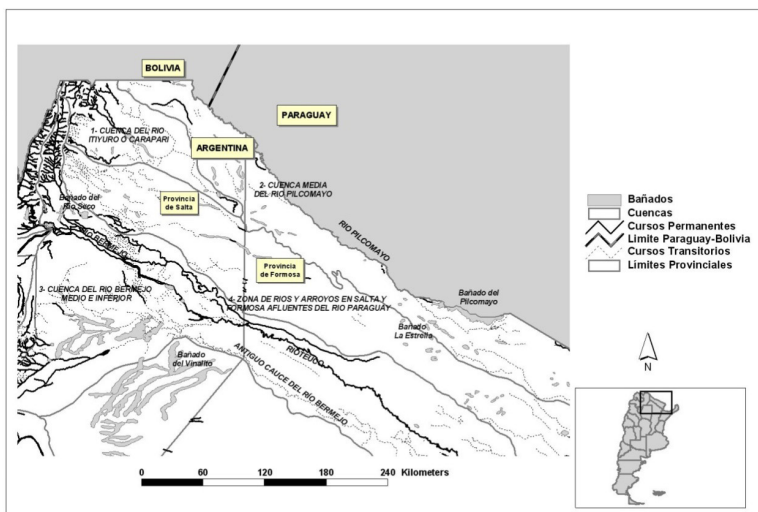 BOLIVIA
PARAGUAY
1- CUENCA DEL RIO
ITIYURO O CARAPARI
ARGENTINA
2- CUENCA MEDIA
DEL RIO PILCOMAYO
Bañado del
Rio Seco
Provincia
de Salta
RIO PILCOMAYO
RIO BERMEJO
Provincia
de Formosa
3- CUENCA DEL RIO BERMEJO
MEDIO E INFERIOR
4- ZONA DE RIOS Y ARROYOS EN SALTA Y
FORMOSA AFLUENTES DEL RIO PARAGUAY
Bañado del
Pilcomayo
Bañado
La Estrella
Bañado
del Vinalito
RIOTEUCO
ANTIGUO CAUCE DEL RIO BERMEJO
0 60 120 180 240 Kilometers
Bañados
Cuencas
Cursos Permanentes
Limite Paraguay-Bolivia
Cursos Transitorios
Límites Provinciales
N